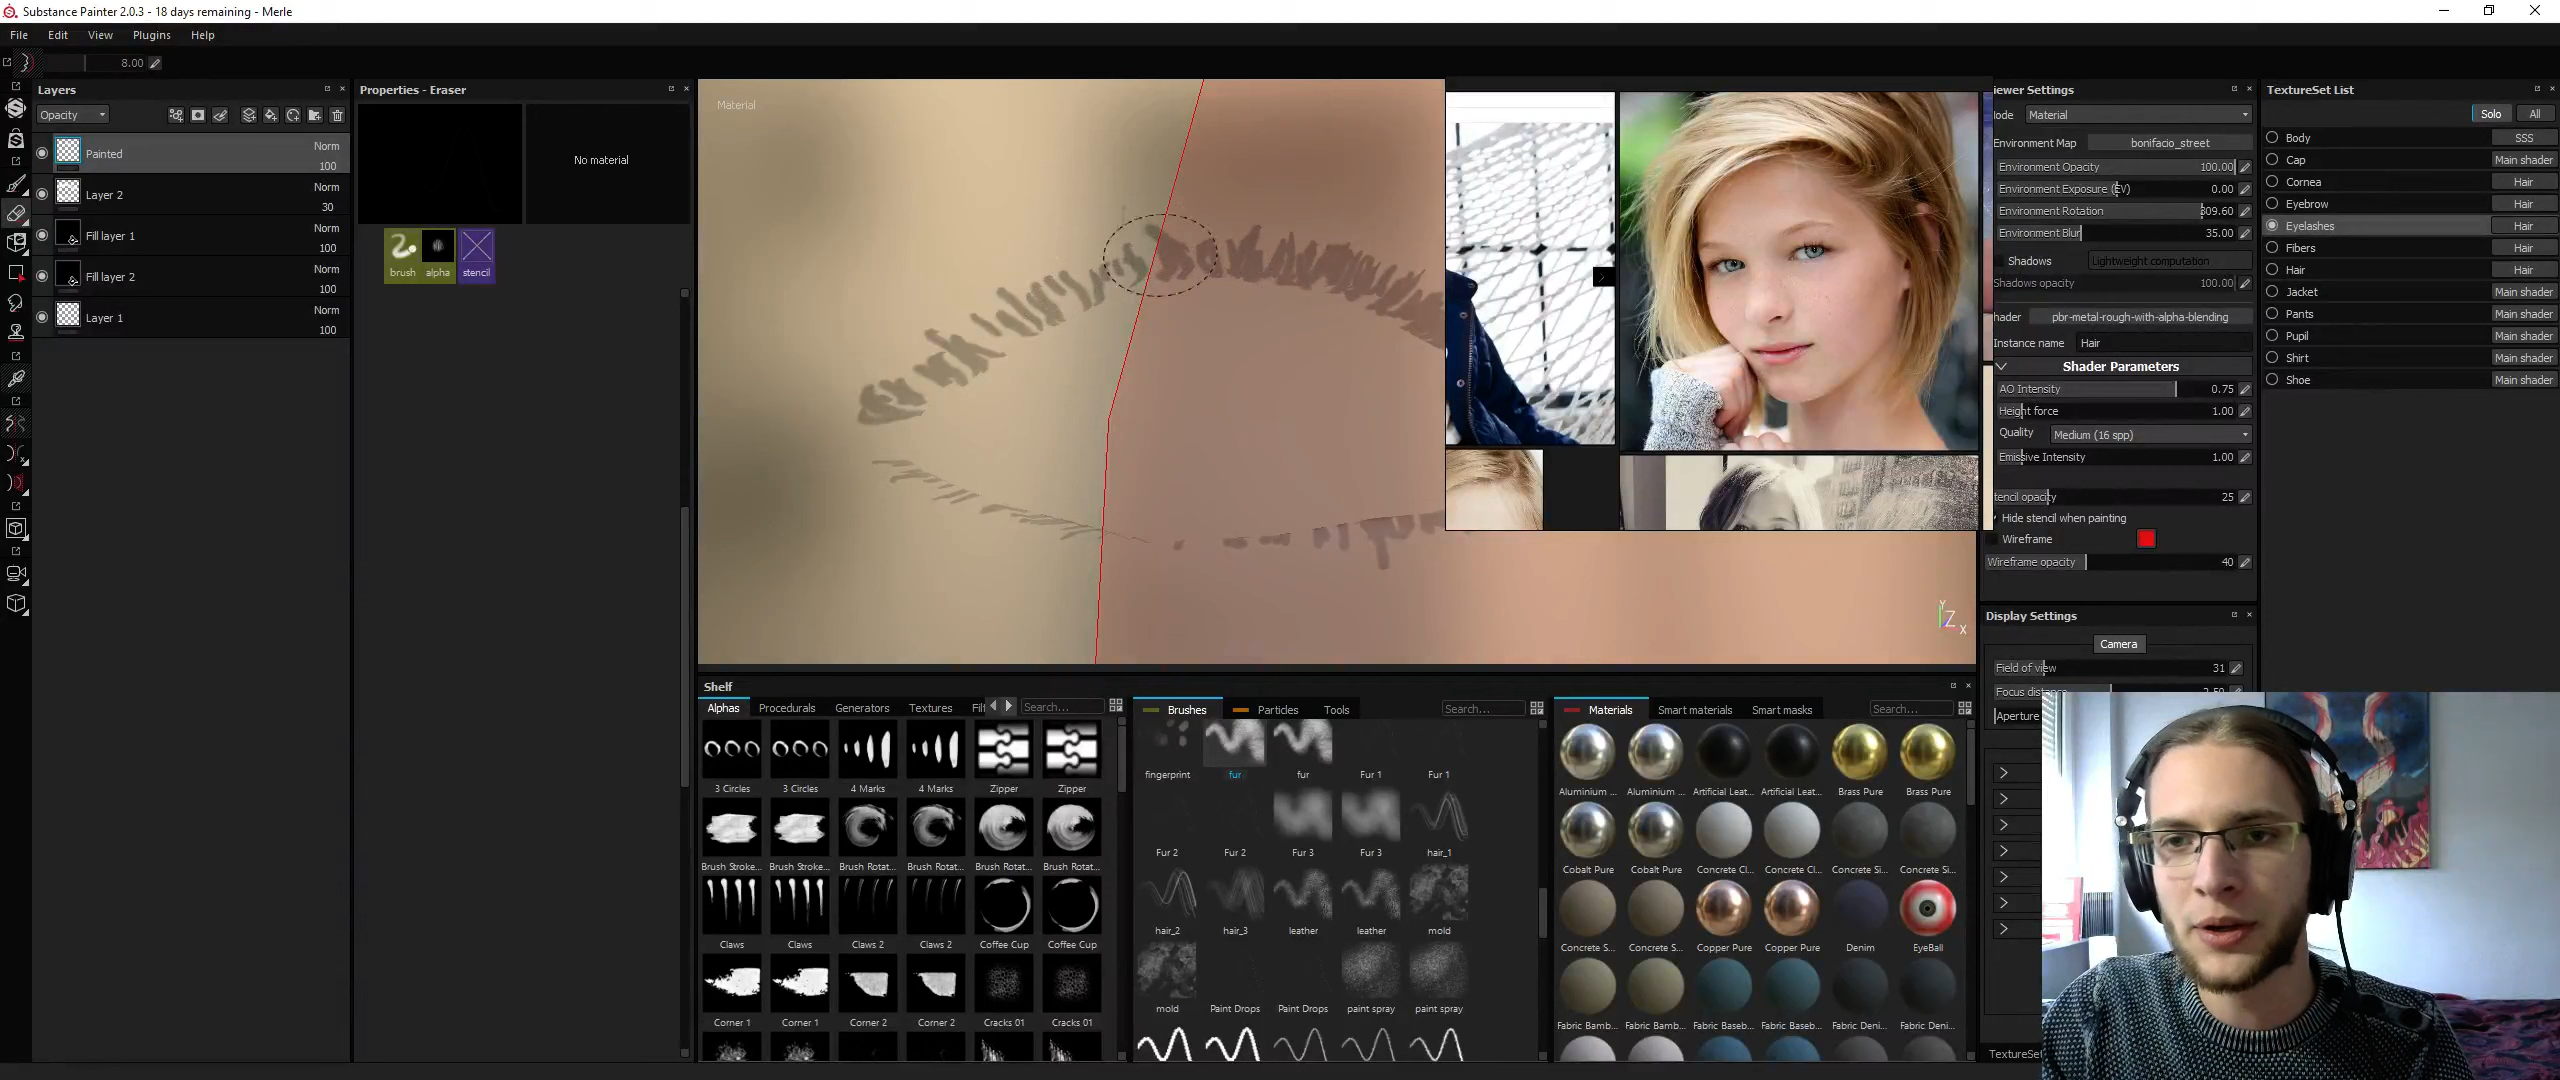 Substance Painter 2.0.3 - 18 days remaining - Merle
File Edit View Plugins Help
8.00
Layers
Opacity
Painted Norm 100
Layer 2 Norm 30
Fill layer 1 Norm 100
Fill layer 2 Norm 100
Layer 1 Norm 100
Properties - Eraser
No material
brush alpha stencil
Material
Y Z X
iewer Settings
lode Material
Environment Map bonifacio_street
Environment Opacity 100.00
Environment Exposure (EV) 0.00
Environment Rotation 309.60
Environment Blur 35.00
Shadows Lightweight computation
Shadows opacity 100.00
hader pbr-metal-rough-with-alpha-blending
Instance name Hair
Shader Parameters
AO Intensity 0.75
Height force 1.00
Quality Medium (16 spp)
Emissive Intensity 1.00
tencil opacity 25
Hide stencil when painting
Wireframe
Wireframe opacity 40
Display Settings
Camera
Field of view 31
Focus distance 2.50
Aperture
TextureSet
TextureSet List
Solo All
Body SSS
Cap Main shader
Cornea Hair
Eyebrow Hair
Eyelashes Hair
Fibers Hair
Hair Hair
Jacket Main shader
Pants Main shader
Pupil Main shader
Shirt Main shader
Shoe Main shader
Shelf
Alphas Procedurals Generators Textures Filt Search...
3 Circles 3 Circles 4 Marks 4 Marks Zipper Zipper
Brush Stroke... Brush Stroke... Brush Rotat... Brush Rotat... Brush Rotat... Brush Rotat...
Claws Claws Claws 2 Claws 2 Coffee Cup Coffee Cup
Corner 1 Corner 1 Corner 2 Corner 2 Cracks 01 Cracks 01
Brushes Particles Tools Search...
fingerprint fur fur Fur 1 Fur 1
Fur 2 Fur 2 Fur 3 Fur 3 hair_1
hair_2 hair_3 leather leather mold
mold Paint Drops Paint Drops paint spray paint spray
Materials Smart materials Smart masks Search...
Aluminium ... Aluminium ... Artificial Leat... Artificial Leat... Brass Pure Brass Pure
Cobalt Pure Cobalt Pure Concrete Cl... Concrete Cl... Concrete Si... Concrete Si...
Concrete S... Concrete S... Copper Pure Copper Pure Denim EyeBall
Fabric Bamb... Fabric Bamb... Fabric Baseb... Fabric Baseb... Fabric Deni... Fabric Deni...